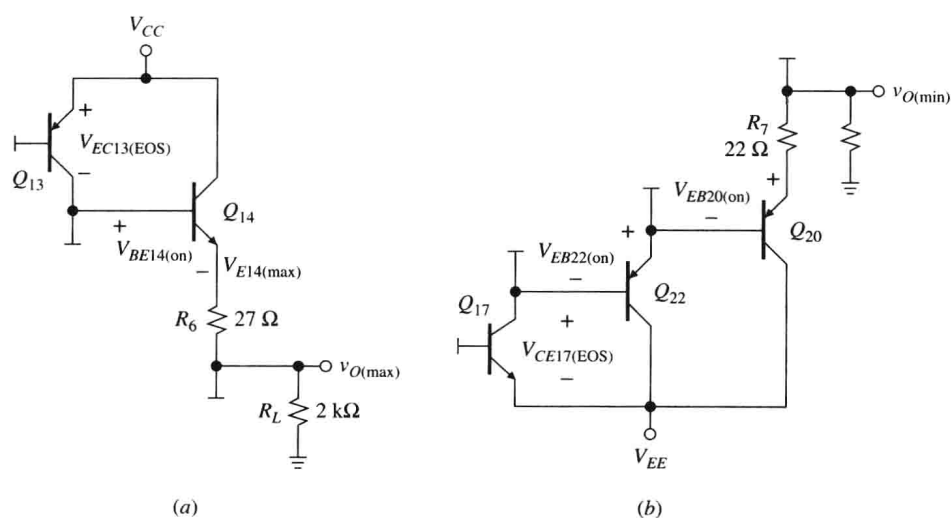 V_CC
+
V_EC13(EOS)
−
Q_13
Q_14
+
V_BE14(on)
−
V_E14(max)
R_6
27 Ω
v_O(max)
R_L
2 kΩ
(a)
v_O(min)
R_7
22 Ω
+
V_EB20(on)
−
Q_20
+
V_EB22(on)
−
Q_22
Q_17
+
V_CE17(EOS)
−
V_EE
(b)